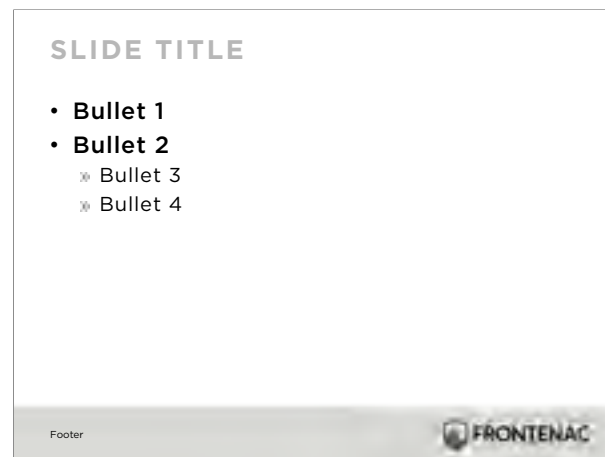 SLIDE TITLE
• Bullet 1
• Bullet 2
» Bullet 3
» Bullet 4
Footer
FRONTENAC